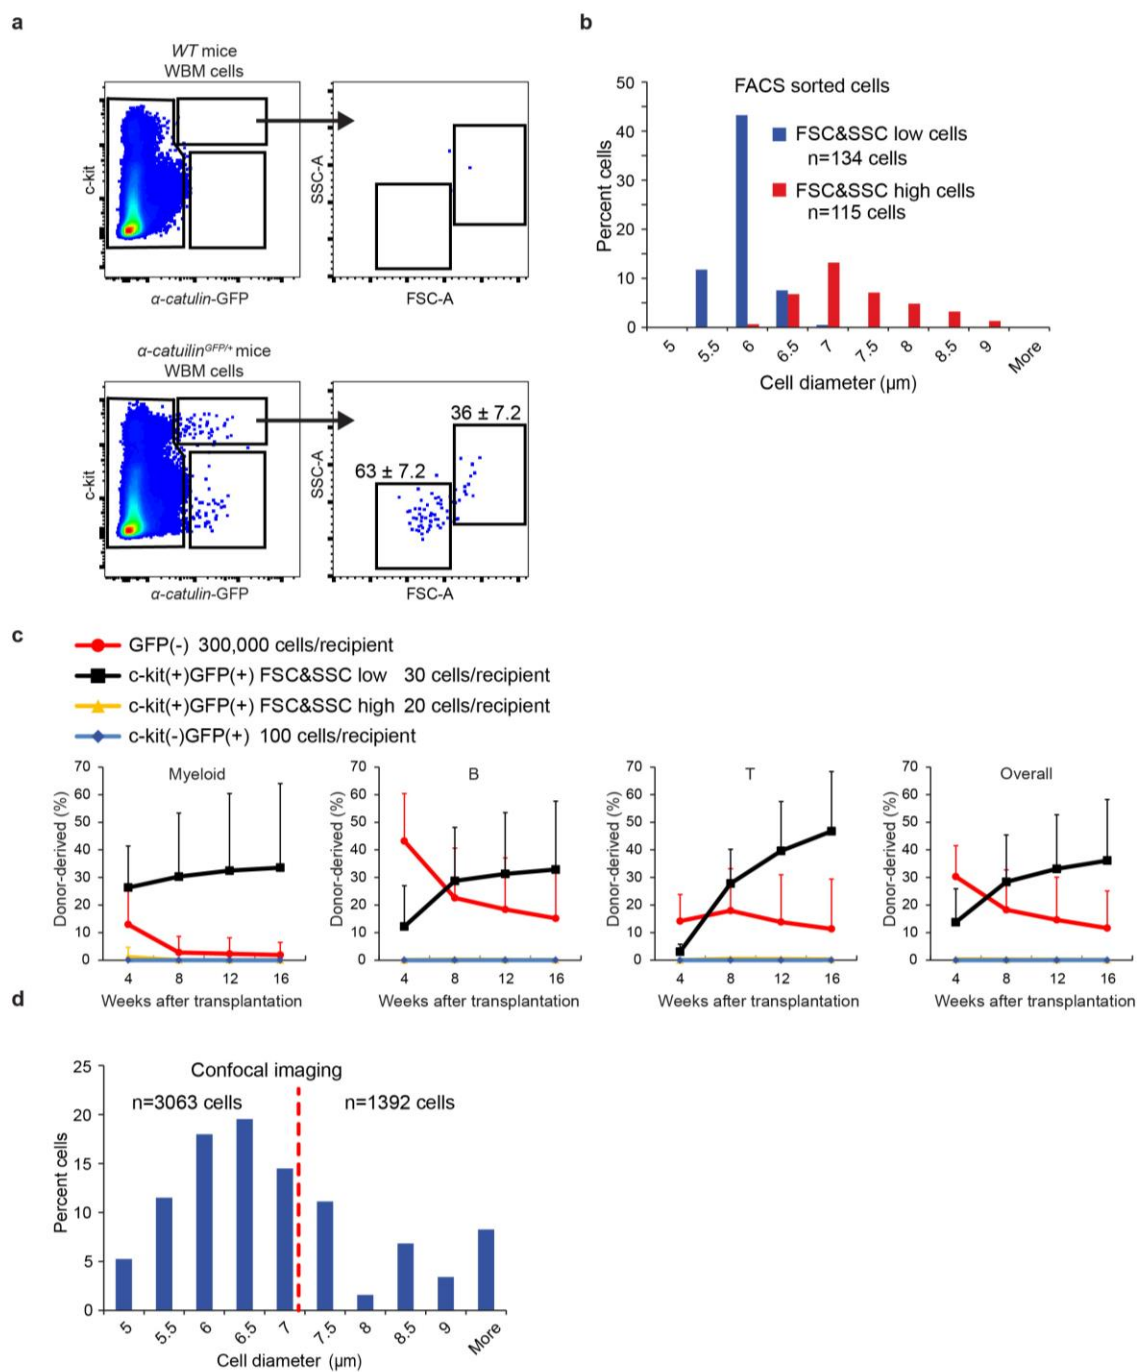 a
WT mice
WBM cells
c-kit
α-catulin-GFP
SSC-A
FSC-A
α-catuilinGFP/+ mice
WBM cells
c-kit
α-catulin-GFP
36 ± 7.2
63 ± 7.2
SSC-A
FSC-A
b
FACS sorted cells
FSC&SSC low cells
n=134 cells
FSC&SSC high cells
n=115 cells
Percent cells
50
40
30
20
10
0
5 5.5 6 6.5 7 7.5 8 8.5 9 More
Cell diameter (µm)
c
GFP(-) 300,000 cells/recipient
c-kit(+)GFP(+) FSC&SSC low 30 cells/recipient
c-kit(+)GFP(+) FSC&SSC high 20 cells/recipient
c-kit(-)GFP(+) 100 cells/recipient
Myeloid
Donor-derived (%)
70
60
50
40
30
20
10
0
4 8 12 16
Weeks after transplantation
B
Donor-derived (%)
70
60
50
40
30
20
10
0
4 8 12 16
Weeks after transplantation
T
Donor-derived (%)
70
60
50
40
30
20
10
0
4 8 12 16
Weeks after transplantation
Overall
Donor-derived (%)
70
60
50
40
30
20
10
0
4 8 12 16
Weeks after transplantation
d
Confocal imaging
n=3063 cells
n=1392 cells
Percent cells
25
20
15
10
5
0
5 5.5 6 6.5 7 7.5 8 8.5 9 More
Cell diameter (µm)